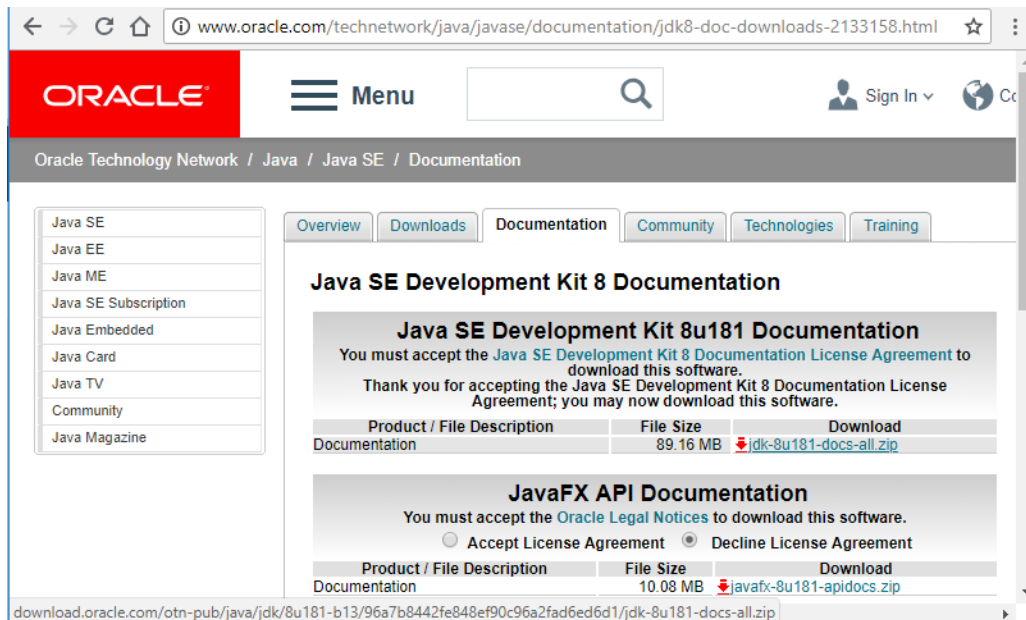 www.oracle.com/technetwork/java/javase/documentation/jdk8-doc-downloads-2133158.html
ORACLE
Menu
Sign In
Oracle Technology Network / Java / Java SE / Documentation
Java SE
Java EE
Java ME
Java SE Subscription
Java Embedded
Java Card
Java TV
Community
Java Magazine
Overview Downloads Documentation Community Technologies Training
Java SE Development Kit 8 Documentation
Java SE Development Kit 8u181 Documentation
You must accept the Java SE Development Kit 8 Documentation License Agreement to
download this software.
Thank you for accepting the Java SE Development Kit 8 Documentation License
Agreement; you may now download this software.
Product / File Description File Size Download
Documentation 89.16 MB jdk-8u181-docs-all.zip
JavaFX API Documentation
You must accept the Oracle Legal Notices to download this software.
Accept License Agreement Decline License Agreement
Product / File Description File Size Download
Documentation 10.08 MB javafx-8u181-apidocs.zip
download.oracle.com/otn-pub/java/jdk/8u181-b13/96a7b8442fe848ef90c96a2fad6ed6d1/jdk-8u181-docs-all.zip